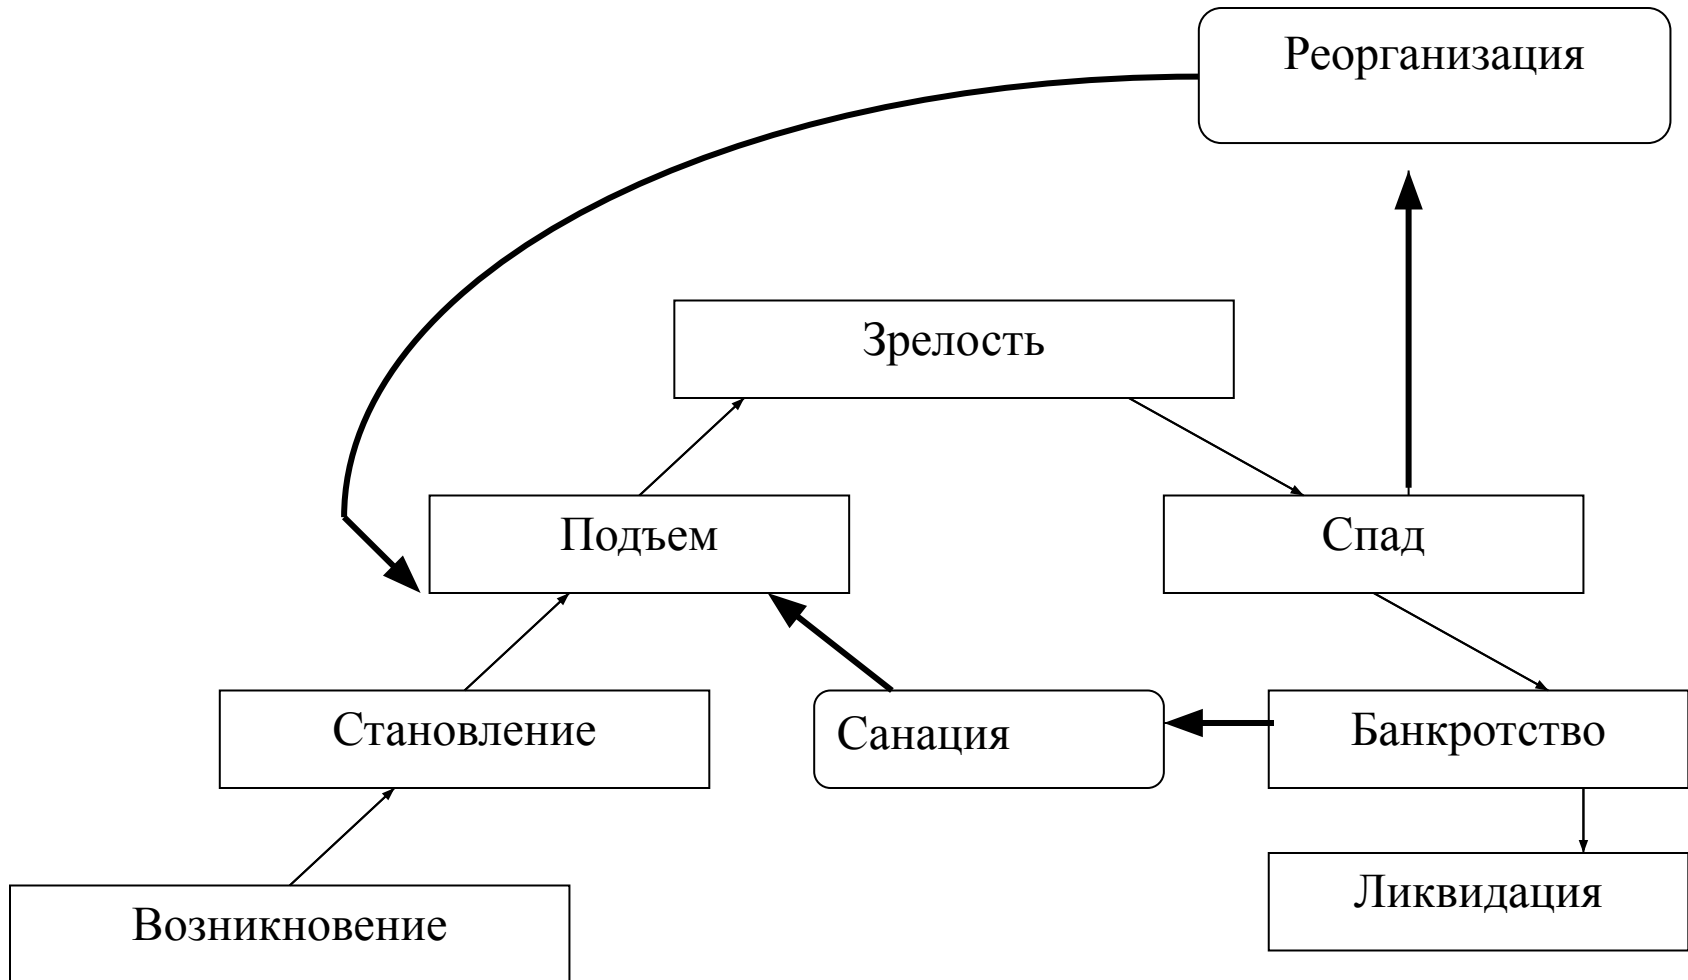 Реорганизация
Зрелость
Подъем
Спад
Становление
Санация
Банкротство
Ликвидация
Возникновение